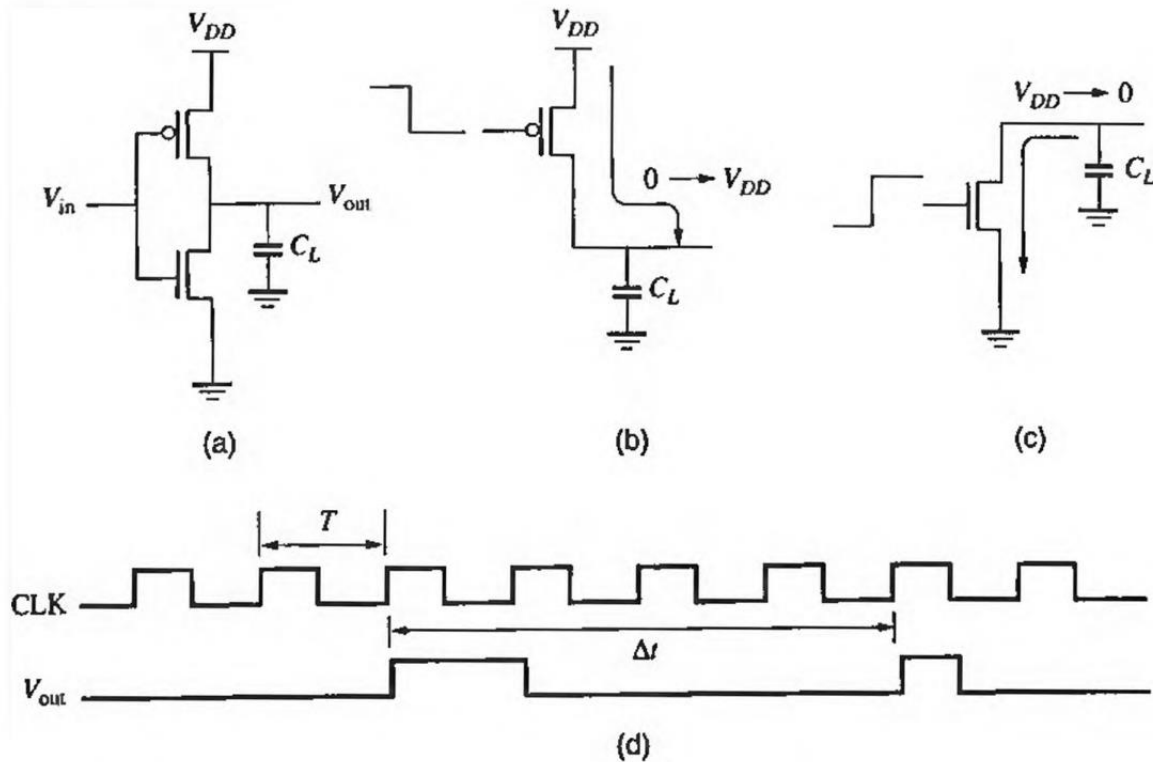 V_DD
V_in
V_out
C_L
(a)
V_DD
0 → V_DD
C_L
(b)
V_DD → 0
C_L
(c)
T
CLK
Δt
V_out
(d)